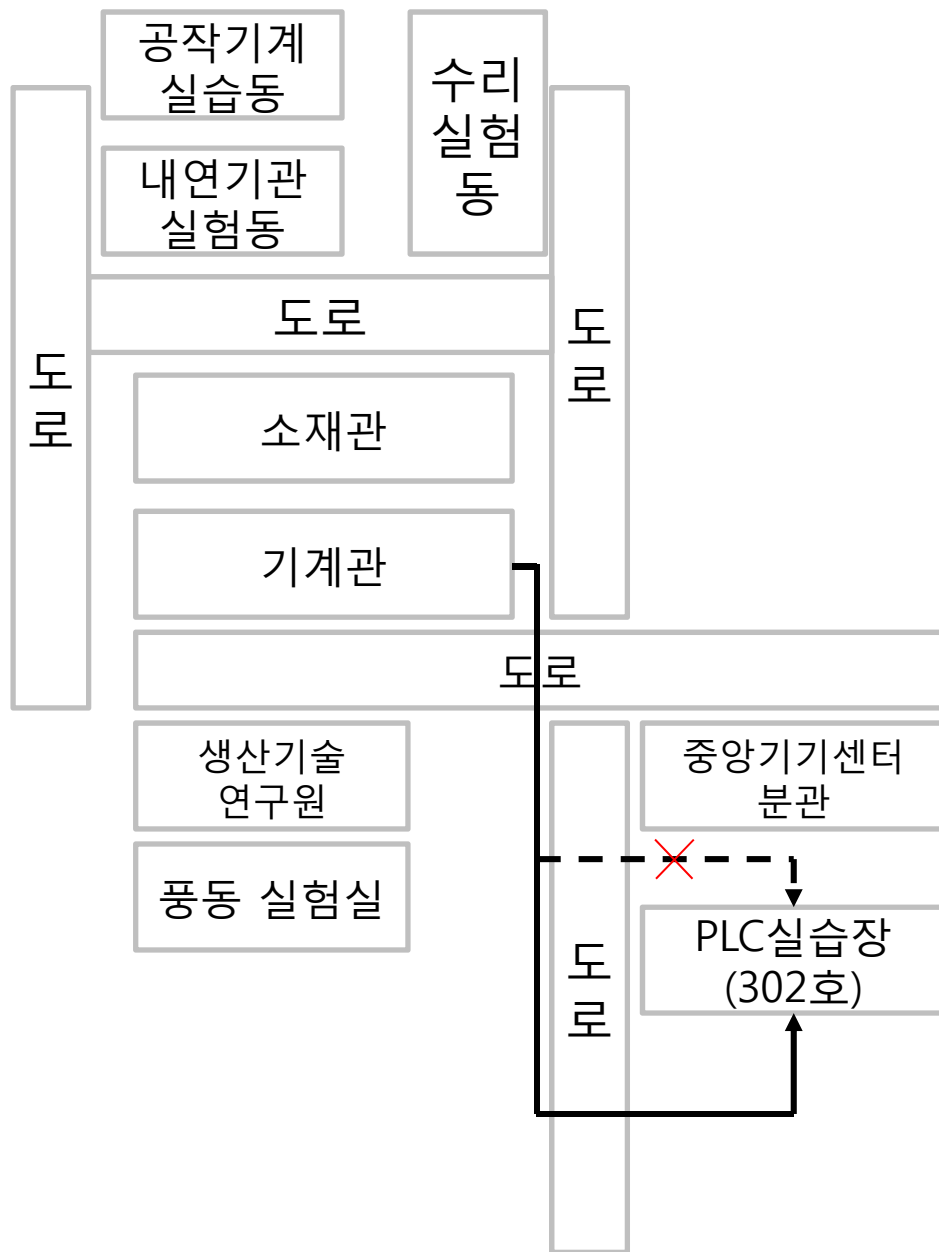 공작기계
실습동
수리
실험
동
내연기관
실험동
도로
도
로
도
로
소재관
기계관
도로
생산기술
연구원
중앙기기센터
분관
풍동 실험실
PLC실습장
(302호)
도
로